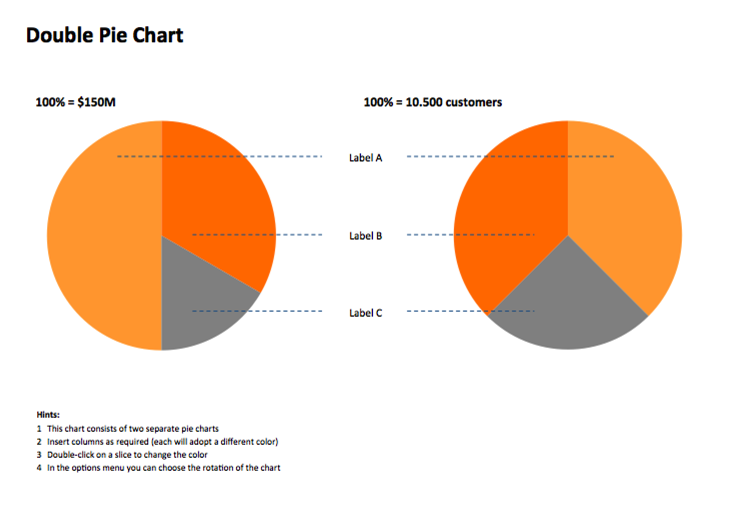 Double Pie Chart
100% = $150M
100% = 10.500 customers
Label A
Label B
Label C
Hints:
1 This chart consists of two separate pie charts
2 Insert columns as required (each will adopt a different color)
3 Double-click on a slice to change the color
4 In the options menu you can choose the rotation of the chart